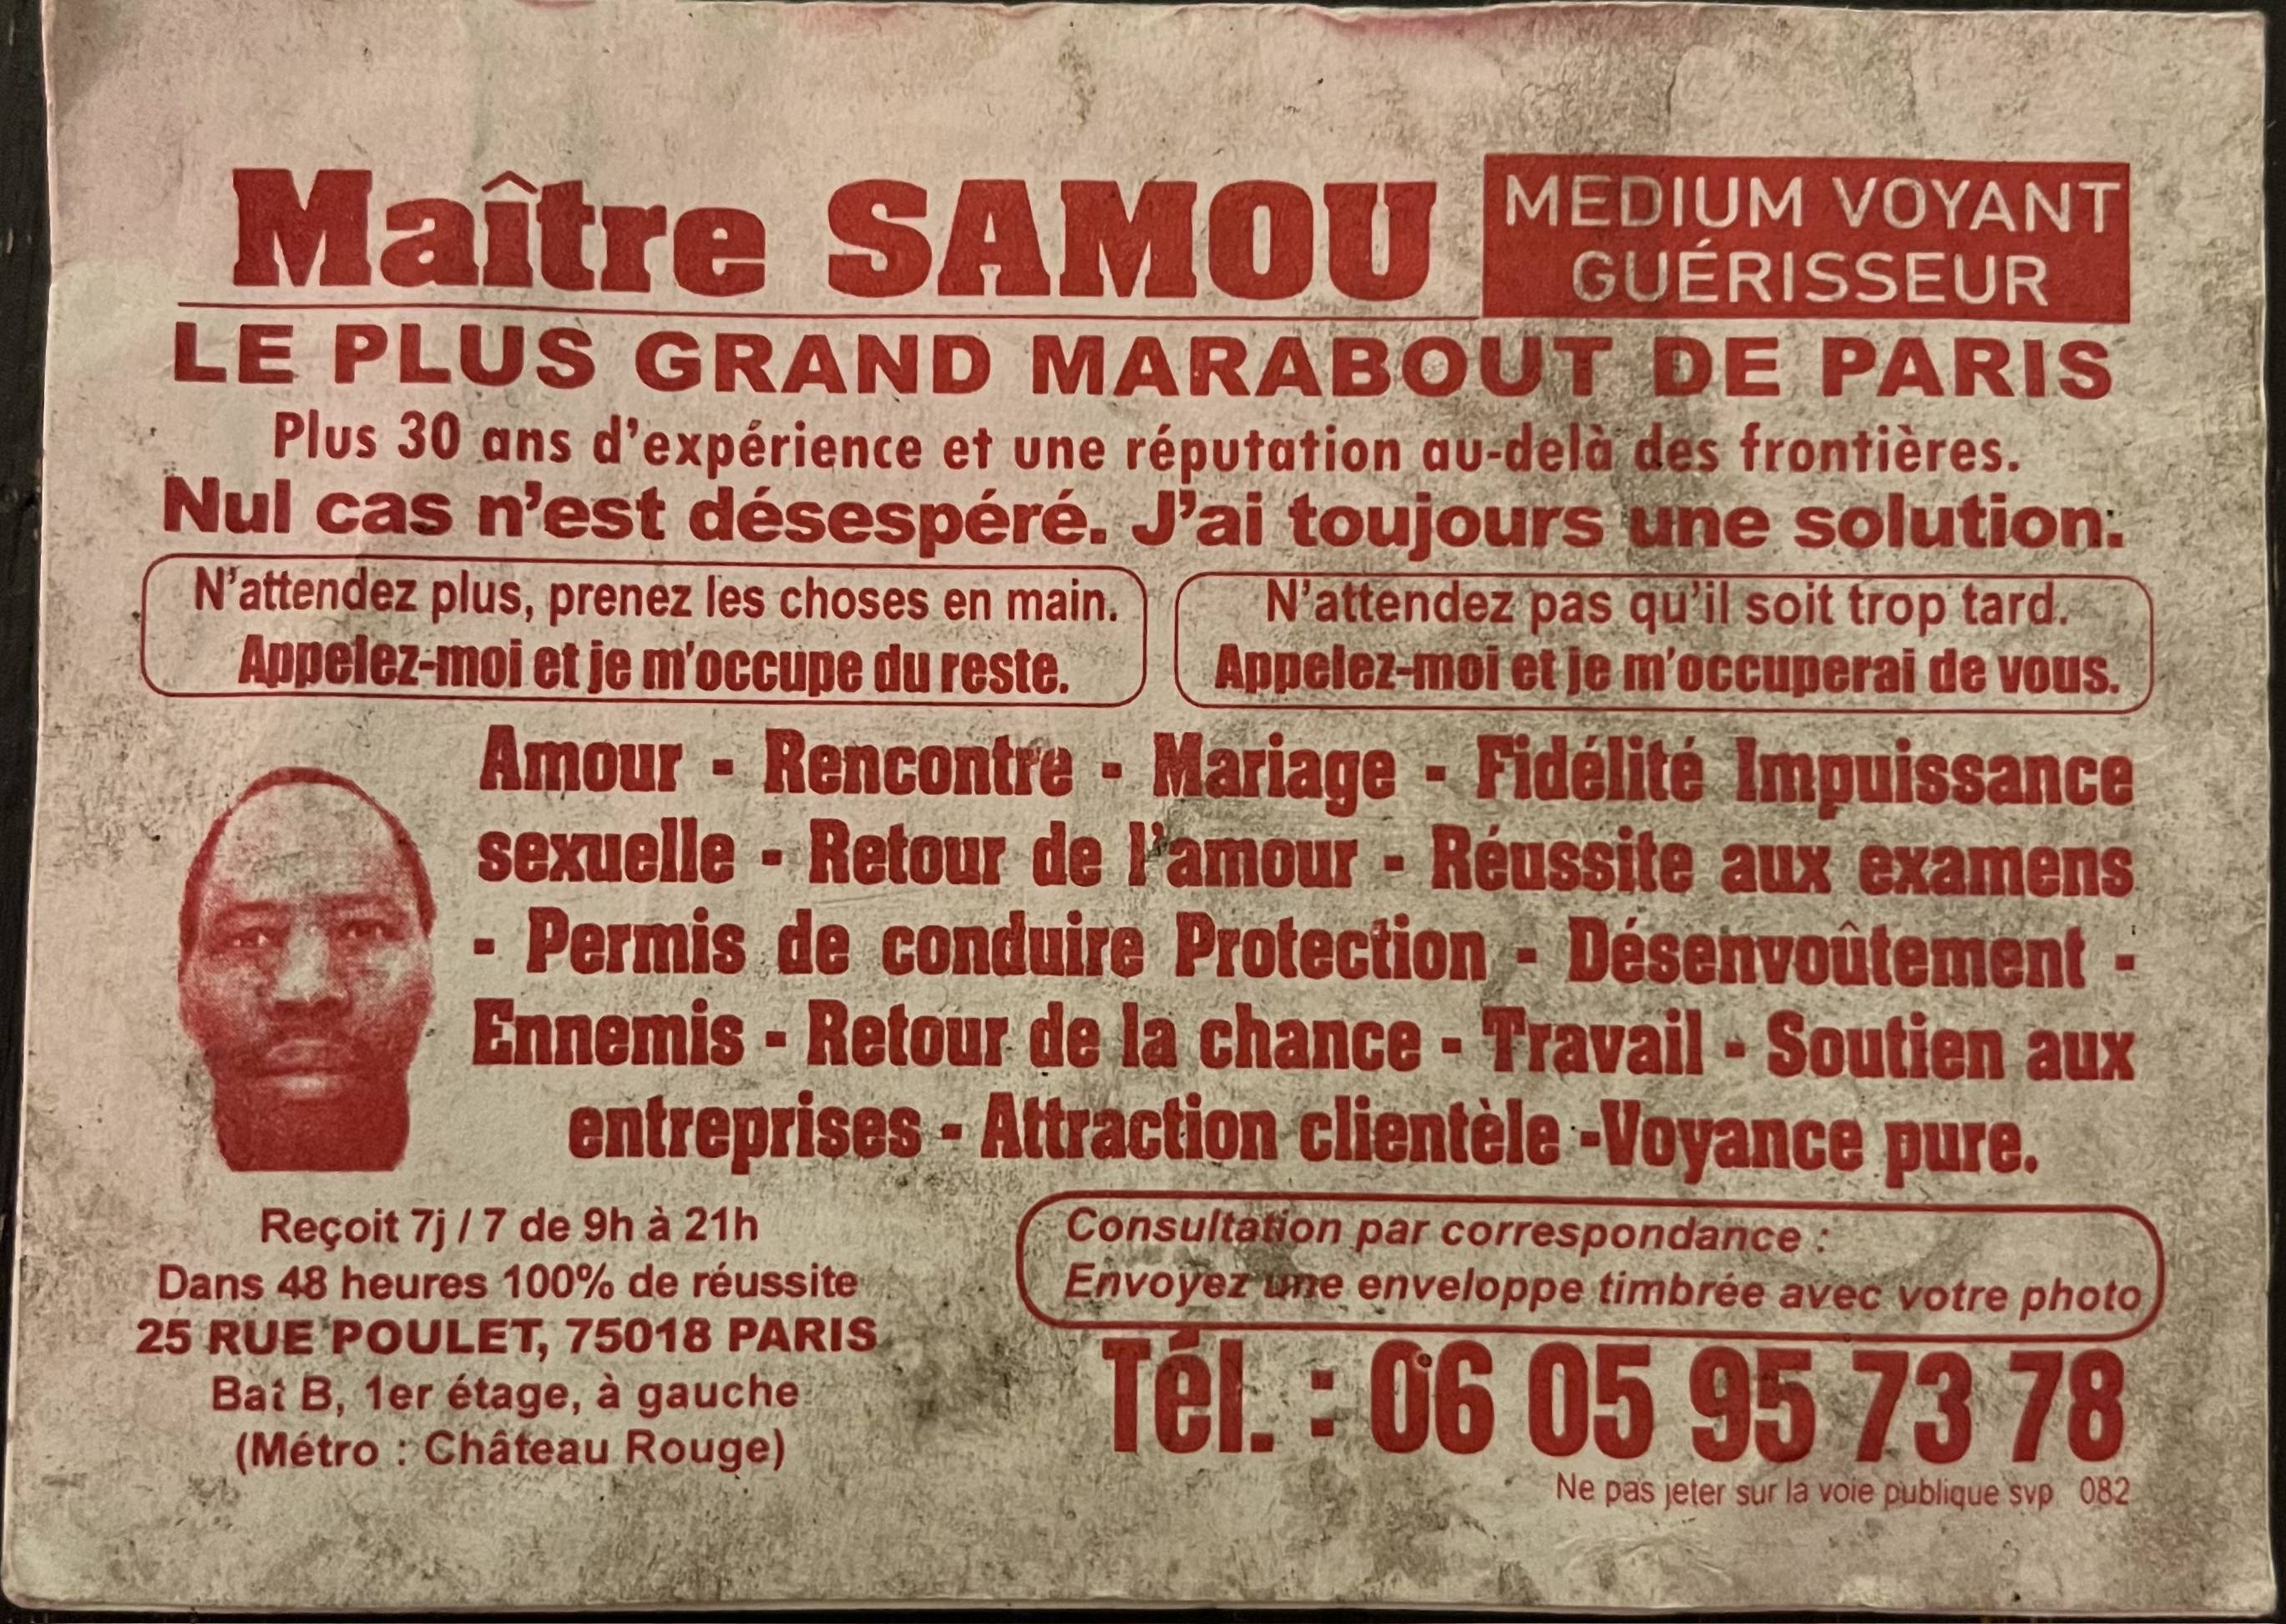 Maître SAMOU
MEDIUM VOYANT
GUÉRISSEUR
LE PLUS GRAND MARABOUT DE PARIS
Plus 30 ans d'expérience et une réputation au-delà des frontières.
Nul cas n'est désespéré. J'ai toujours une solution.
N'attendez plus, prenez les choses en main.
Appelez-moi et je m'occupe du reste.
N'attendez pas qu'il soit trop tard.
Appelez-moi et je m'occuperai de vous.
Amour - Rencontre - Mariage - Fidélité Impuissance
sexuelle - Retour de l'amour - Réussite aux examens
- Permis de conduire Protection - Désenvoûtement -
Ennemis - Retour de la chance - Travail - Soutien aux
entreprises - Attraction clientèle -Voyance pure.
Reçoit 7j / 7 de 9h à 21h
Dans 48 heures 100% de réussite
25 RUE POULET, 75018 PARIS
Bat B, 1er étage, à gauche
(Métro : Château Rouge)
Consultation par correspondance :
Envoyez une enveloppe timbrée avec votre photo
Tél. : 06 05 95 73 78
Ne pas jeter sur la voie publique svp 082